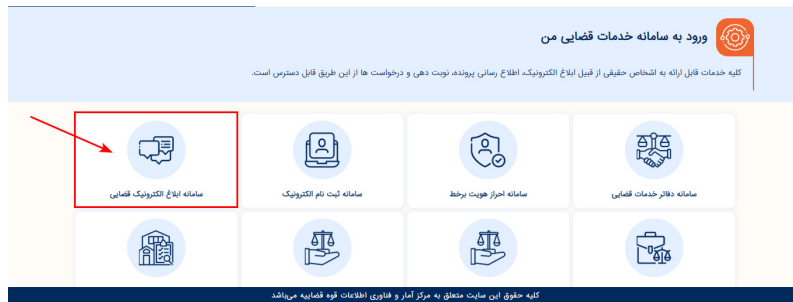 ورود به سامانه خدمات قضایی من
کلیه خدمات قابل ارائه به اشخاص حقیقی از قبیل ابلاغ الکترونیک، اطلاع رسانی پرونده، نوبت دهی و درخواست ها از این طریق قابل دسترس است.
سامانه دفاتر خدمات قضایی
سامانه احراز هویت برخط
سامانه ثبت نام الکترونیک
سامانه ابلاغ الکترونیک قضایی
کلیه حقوق این سایت متعلق به مرکز آمار و فناوری اطلاعات قوه قضاییه می‌باشد